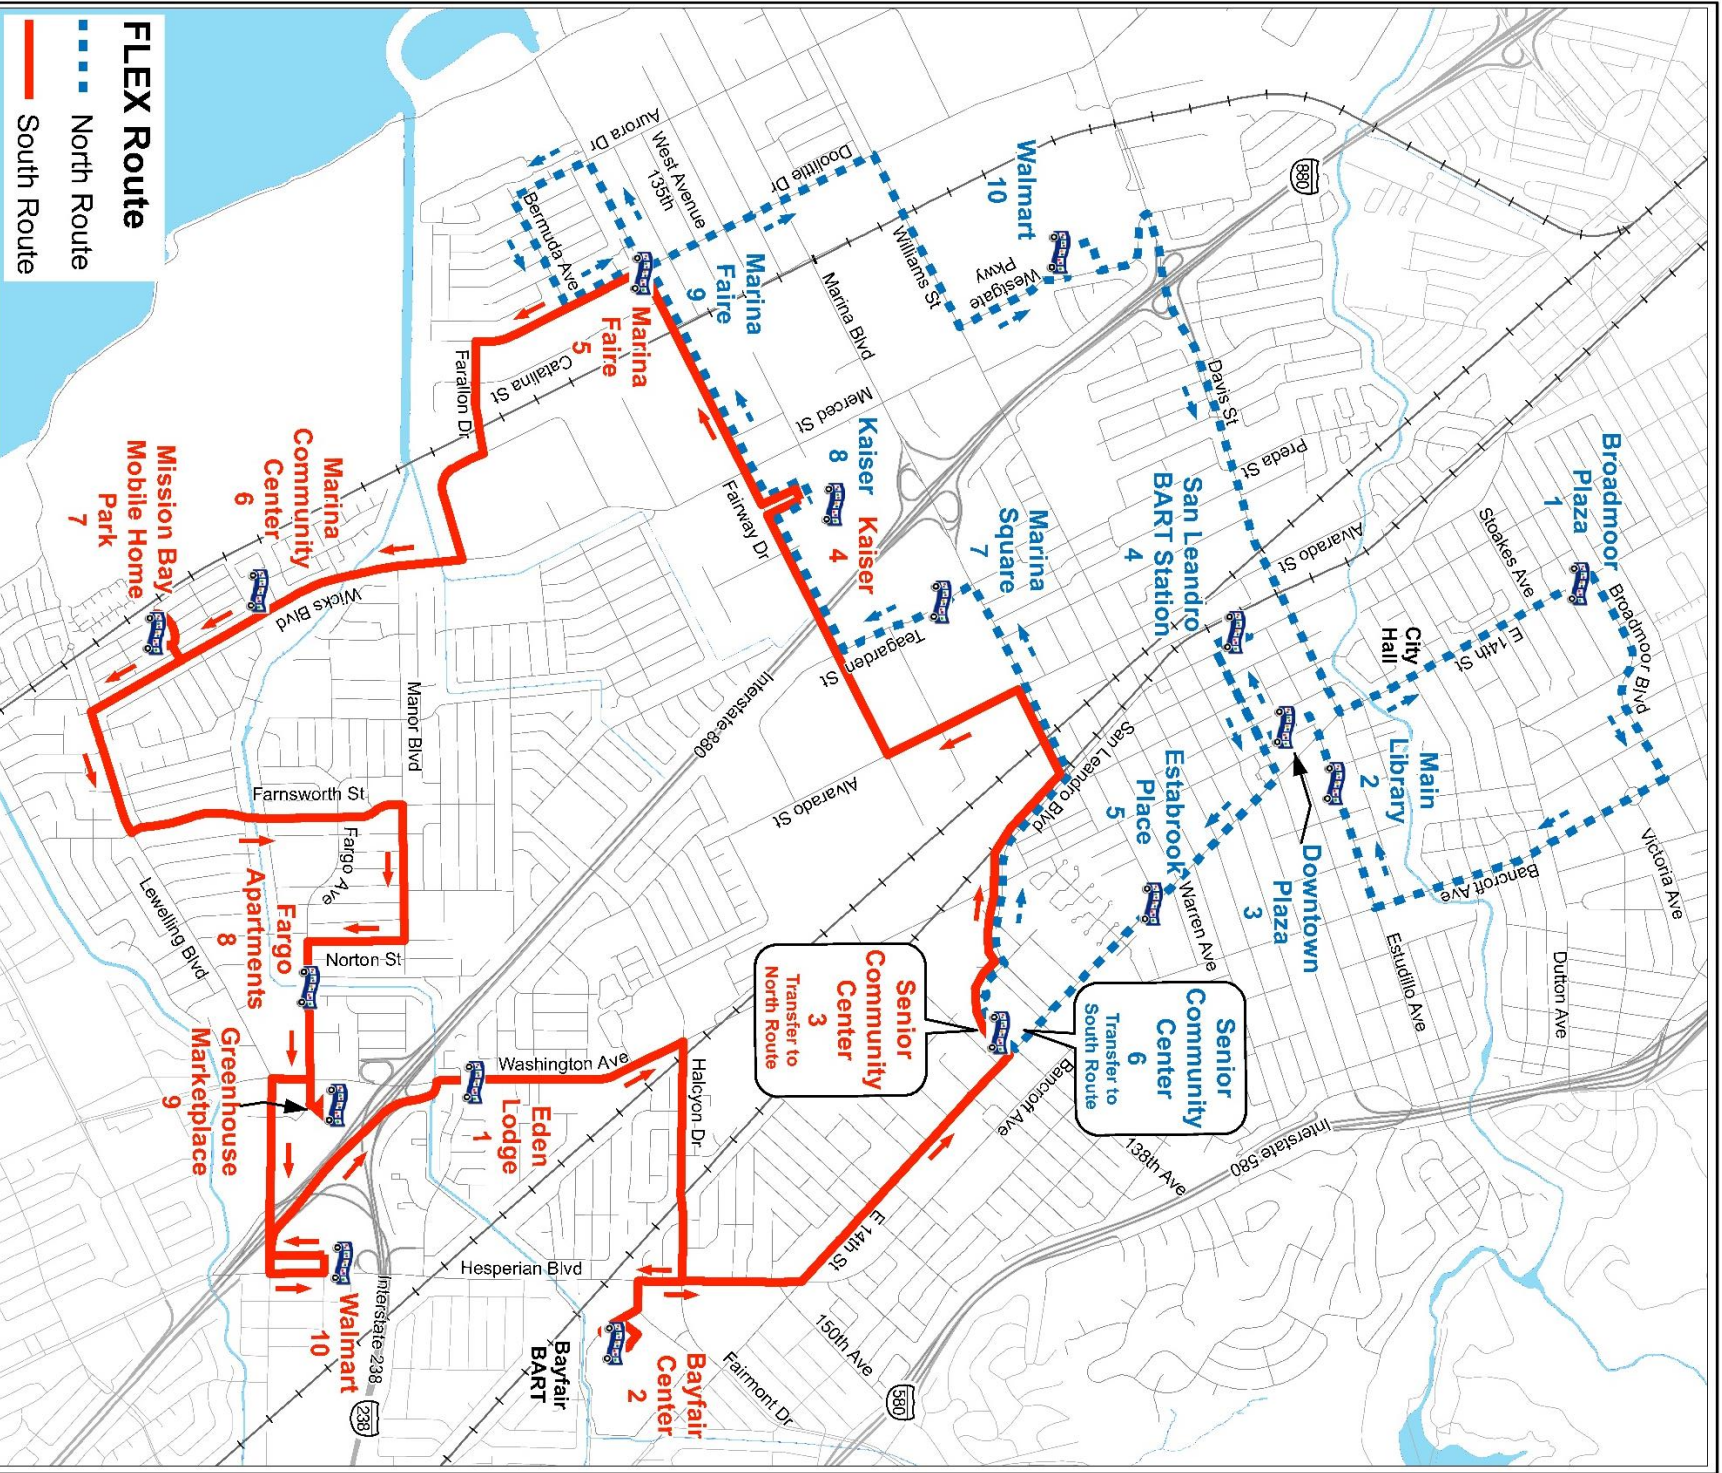 FLEX Route
North Route
South Route
Broadmoor
Plaza
1
Main
Library
2
Downtown
Plaza
3
San Leandro
BART Station
4
Estabrook
Place
5
Senior
Community
Center
6
Transfer to
South Route
Marina
Square
7
Kaiser
8
Marina
Faire
9
Walmart
10
Eden
Lodge
1
Bayfair
Center
2
Senior
Community
Center
3
Transfer to
North Route
Kaiser
4
Marina
Faire
5
Marina
Community
Center
6
Mission Bay
Mobile Home
Park
7
Fargo
Apartments
8
Greenhouse
Marketplace
9
Walmart
10
City
Hall
Bayfair
BART
880
580
238
Aurora Dr
West Avenue
135th
Doolittle Dr
Bermuda Ave
Williams St
Westgate
Pkwy
Marina Blvd
Merced St
Fairway Dr
Catalina St
Farallon Dr
Wicks Blvd
Manor Blvd
Farnsworth St
Fargo Ave
Lewelling Blvd
Norton St
Washington Ave
Halcyon Dr
Hesperian Blvd
Interstate 238
Interstate 880
Interstate 580
Teagarden
St
Alvarado St
San Leandro Blvd
Davis St
Preda St
Alvarado St
Stoakes Ave
Broadmoor Blvd
E 14th St
Victoria Ave
Bancroft Ave
Dutton Ave
Estudillo Ave
Warren Ave
Bancroft Ave
138th Ave
E 14th St
150th Ave
Fairmont Dr